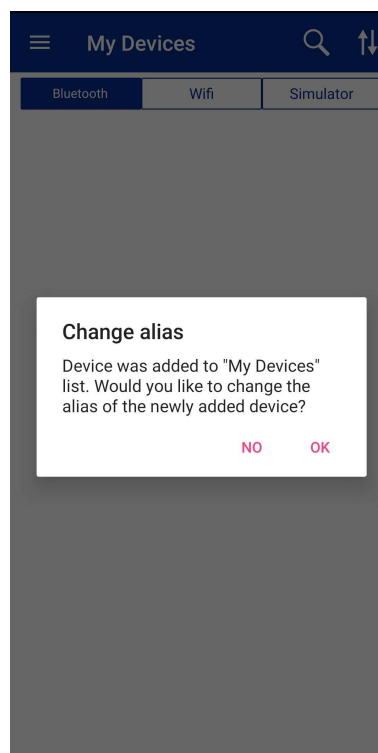 My Devices
Bluetooth Wifi Simulator
Change alias
Device was added to "My Devices"
list. Would you like to change the
alias of the newly added device?
NO OK